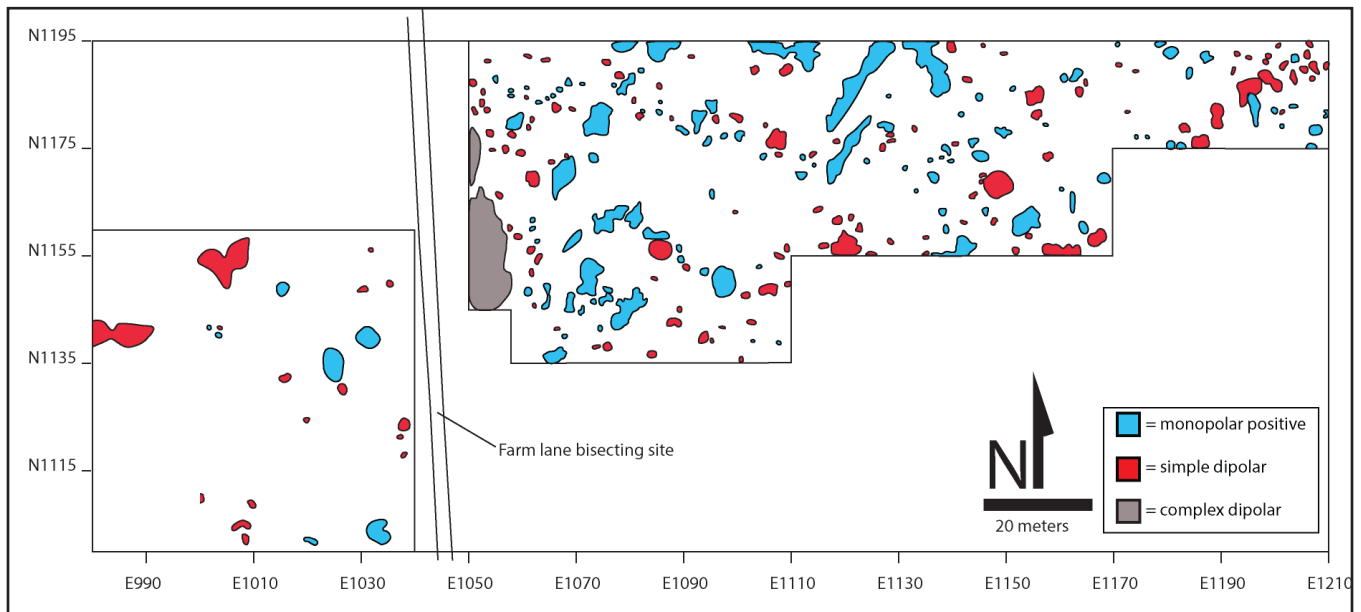 N1195
N1175
N1155
N1135
N1115
Farm lane bisecting site
N
20 meters
= monopolar positive
= simple dipolar
= complex dipolar
E990 E1010 E1030 E1050 E1070 E1090 E1110 E1130 E1150 E1170 E1190 E1210